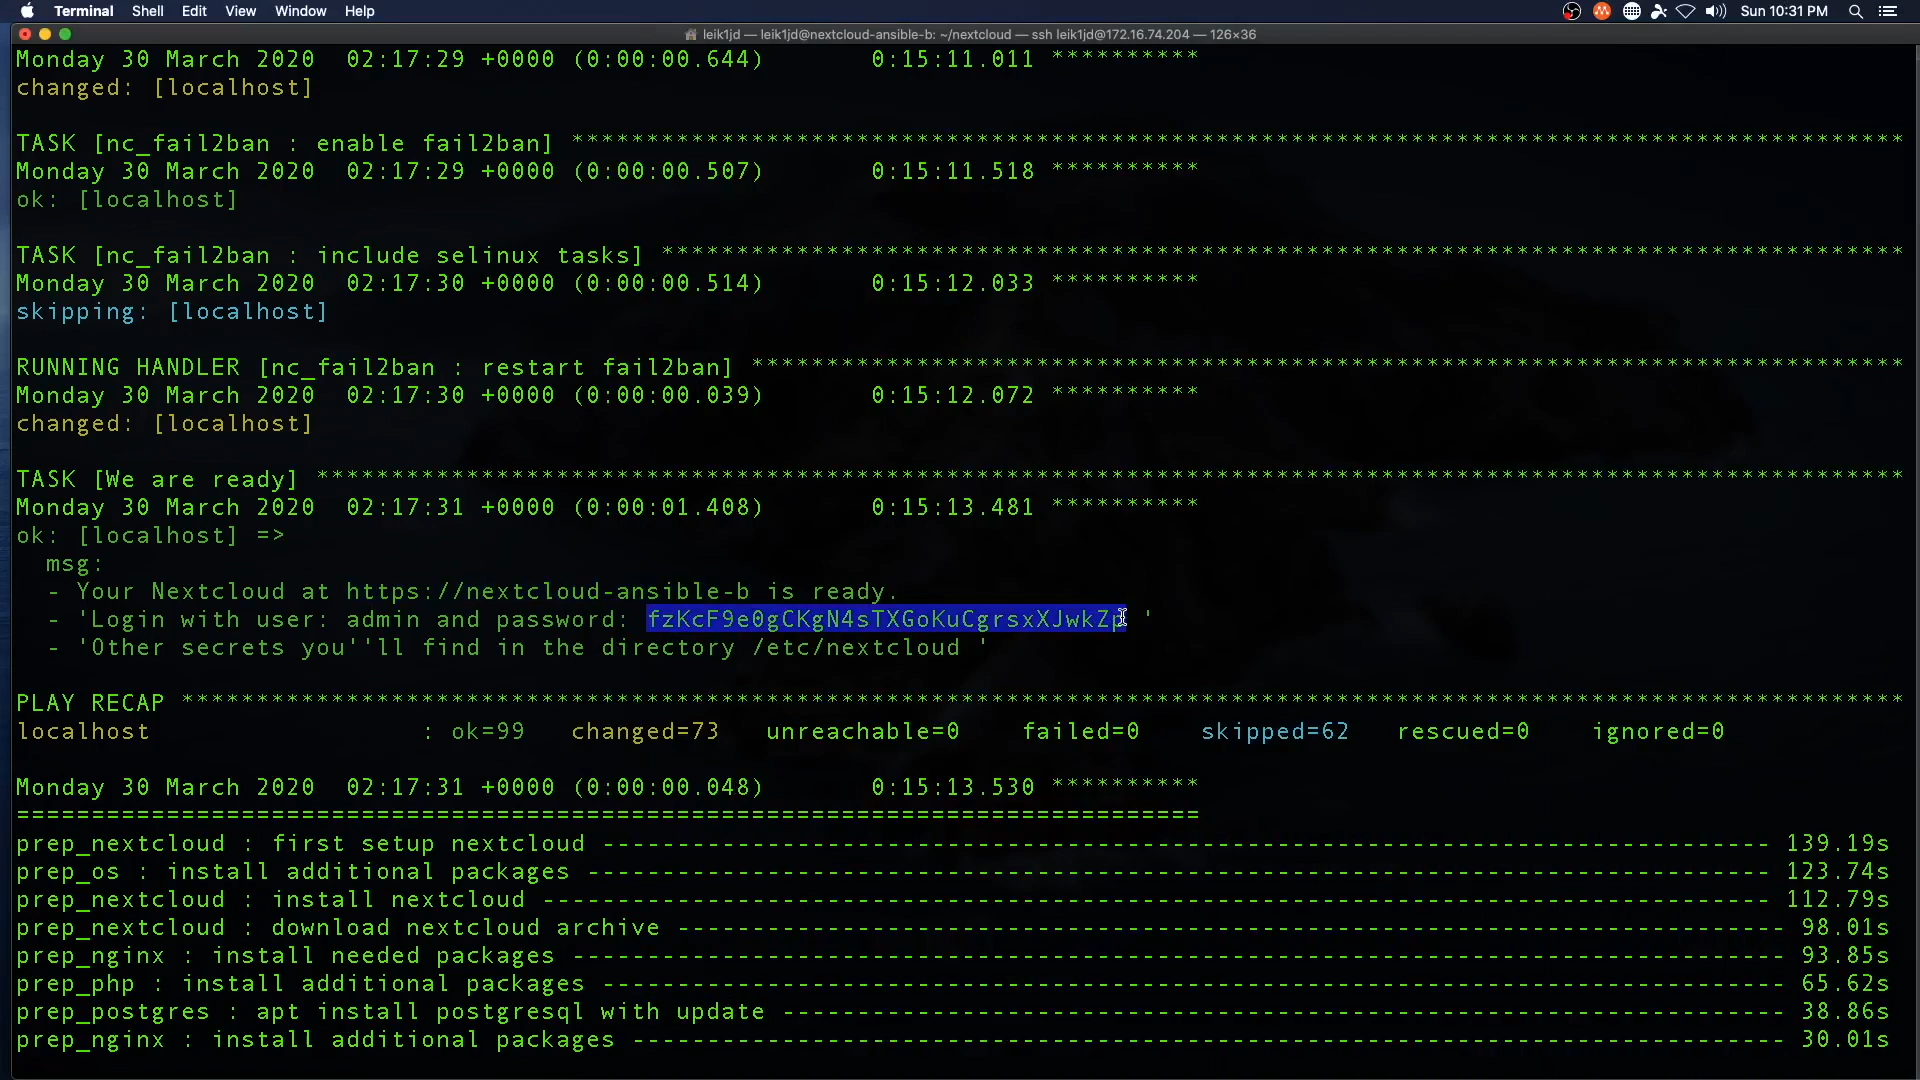 Terminal Shell Edit View Window Help Sun 10:31 PM
leik1jd — leik1jd@nextcloud-ansible-b: ~/nextcloud — ssh leik1jd@172.16.74.204 — 126×36
Monday 30 March 2020  02:17:29 +0000 (0:00:00.644)       0:15:11.011 **********
changed: [localhost]
TASK [nc_fail2ban : enable fail2ban] *****************************************************************************************
Monday 30 March 2020  02:17:29 +0000 (0:00:00.507)       0:15:11.518 **********
ok: [localhost]
TASK [nc_fail2ban : include selinux tasks] ***********************************************************************************
Monday 30 March 2020  02:17:30 +0000 (0:00:00.514)       0:15:12.033 **********
skipping: [localhost]
RUNNING HANDLER [nc_fail2ban : restart fail2ban] *****************************************************************************
Monday 30 March 2020  02:17:30 +0000 (0:00:00.039)       0:15:12.072 **********
changed: [localhost]
TASK [We are ready] **********************************************************************************************************
Monday 30 March 2020  02:17:31 +0000 (0:00:01.408)       0:15:13.481 **********
ok: [localhost] =>
  msg:
  - Your Nextcloud at https://nextcloud-ansible-b is ready.
  - 'Login with user: admin and password: fzKcF9e0gCKgN4sTXGoKuCgrsxXJwkZp '
  - 'Other secrets you''ll find in the directory /etc/nextcloud '
PLAY RECAP *******************************************************************************************************************
localhost                  : ok=99   changed=73   unreachable=0    failed=0    skipped=62   rescued=0    ignored=0
Monday 30 March 2020  02:17:31 +0000 (0:00:00.048)       0:15:13.530 **********
===============================================================================
prep_nextcloud : first setup nextcloud ------------------------------------------------------------------------------ 139.19s
prep_os : install additional packages ------------------------------------------------------------------------------- 123.74s
prep_nextcloud : install nextcloud ---------------------------------------------------------------------------------- 112.79s
prep_nextcloud : download nextcloud archive -------------------------------------------------------------------------- 98.01s
prep_nginx : install needed packages --------------------------------------------------------------------------------- 93.85s
prep_php : install additional packages ------------------------------------------------------------------------------- 65.62s
prep_postgres : apt install postgresql with update ------------------------------------------------------------------- 38.86s
prep_nginx : install additional packages ----------------------------------------------------------------------------- 30.01s